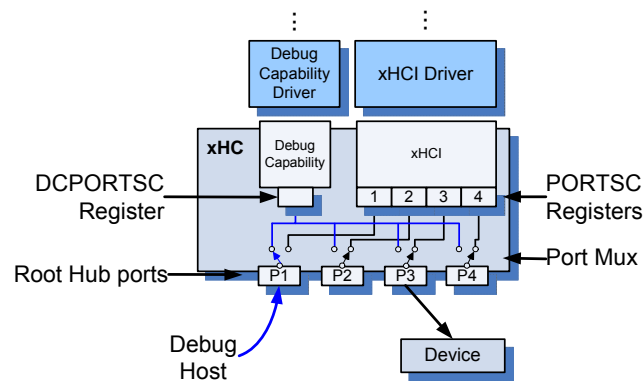 Debug
Capability
Driver
xHCI Driver
xHC
Debug
Capability
xHCI
DCPORTSC
Register
1 2 3 4
PORTSC
Registers
Root Hub ports
P1 P2 P3 P4
Port Mux
Debug
Host
Device